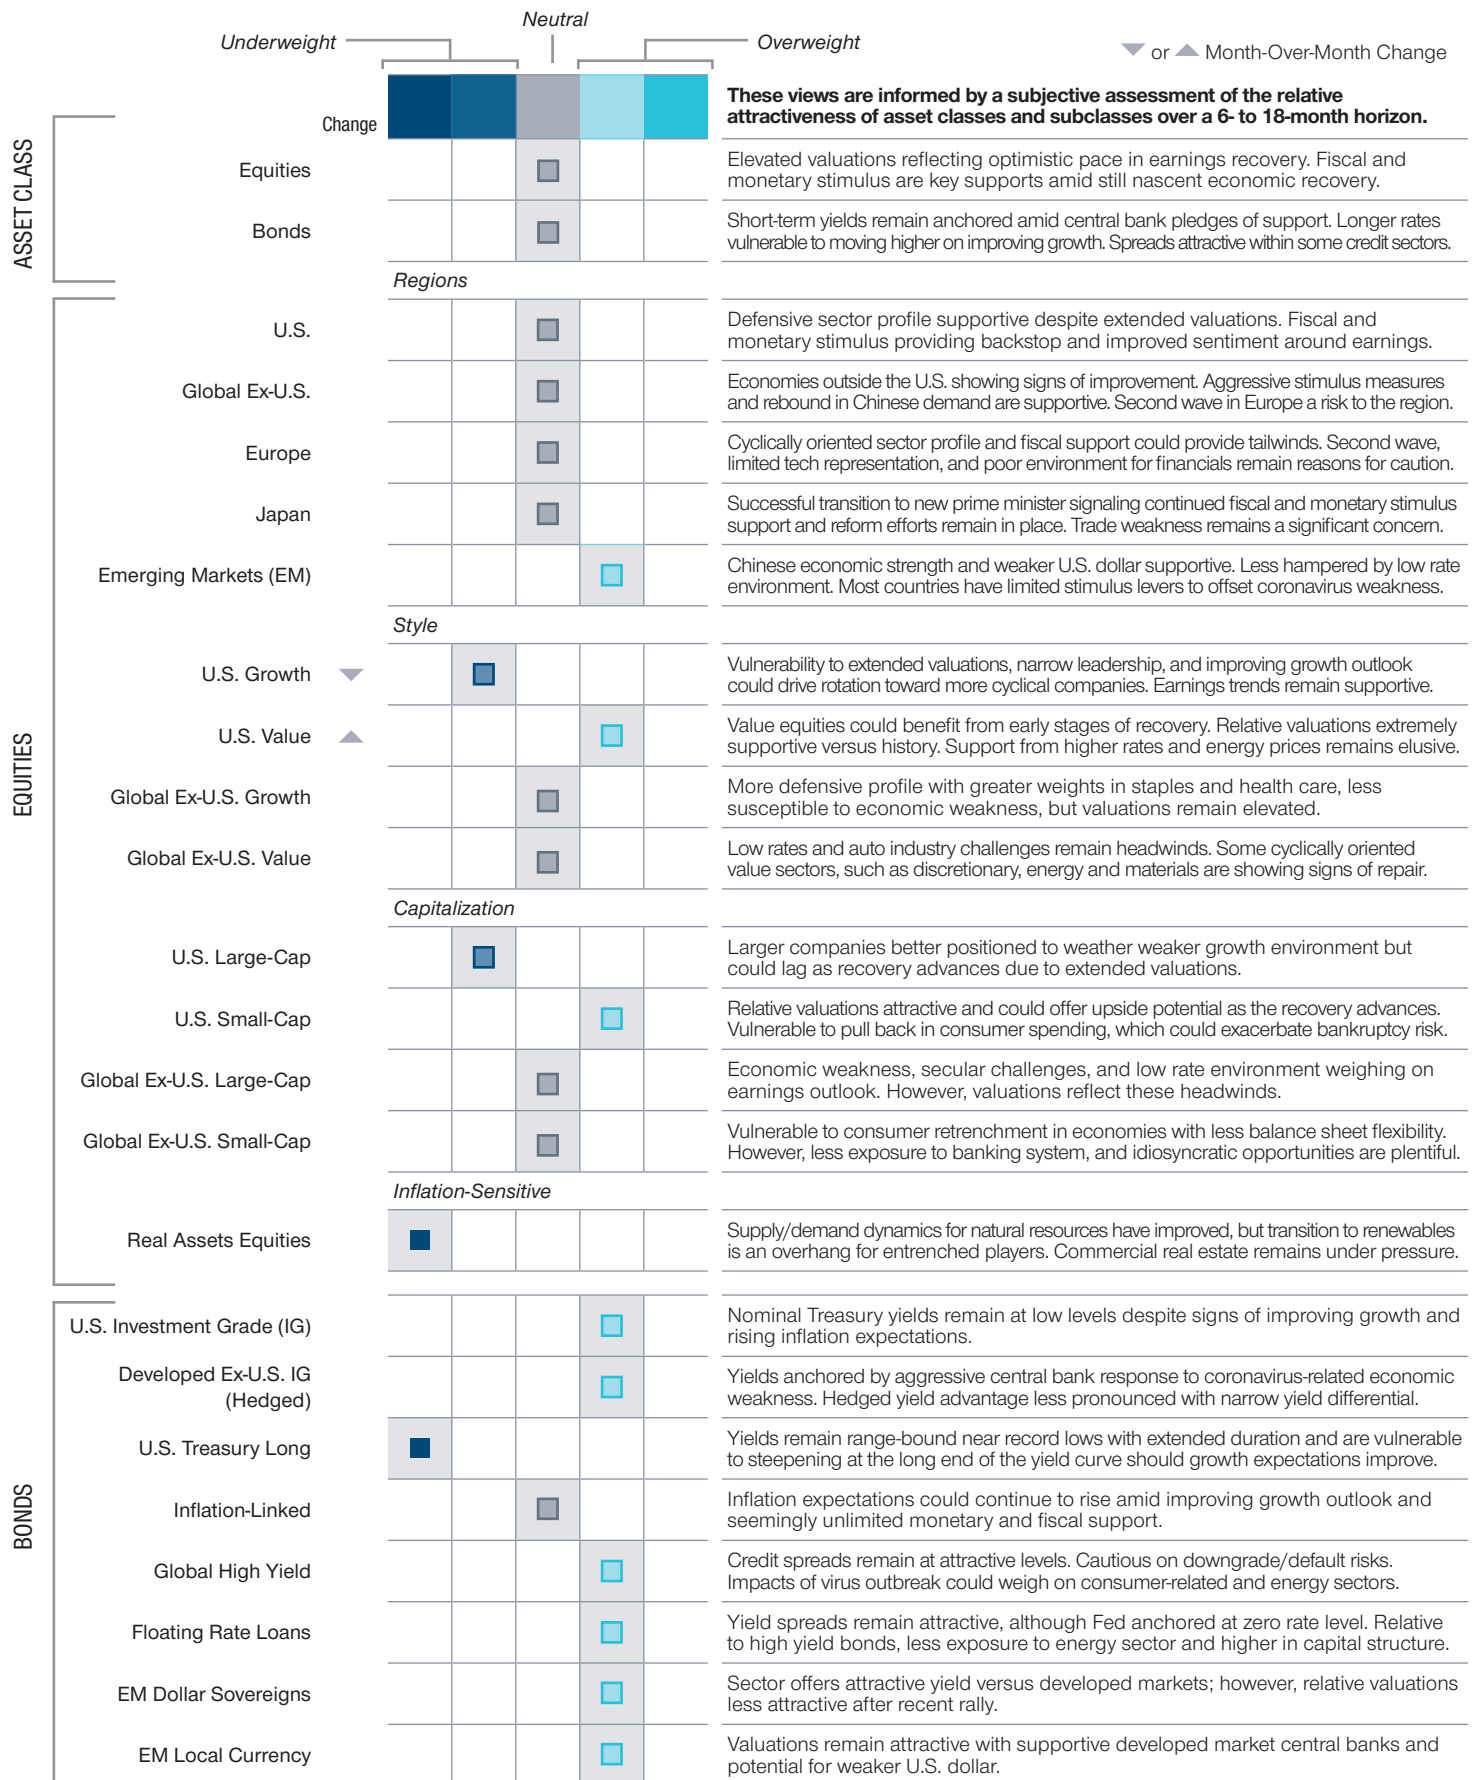 Neutral
Underweight
Overweight
or Month-Over-Month Change
Change
These views are informed by a subjective assessment of the relative
attractiveness of asset classes and subclasses over a 6- to 18-month horizon.
ASSET CLASS
Equities
Elevated valuations reflecting optimistic pace in earnings recovery. Fiscal and
monetary stimulus are key supports amid still nascent economic recovery.
Bonds
Short-term yields remain anchored amid central bank pledges of support. Longer rates
vulnerable to moving higher on improving growth. Spreads attractive within some credit sectors.
EQUITIES
Regions
U.S.
Defensive sector profile supportive despite extended valuations. Fiscal and
monetary stimulus providing backstop and improved sentiment around earnings.
Global Ex-U.S.
Economies outside the U.S. showing signs of improvement. Aggressive stimulus measures
and rebound in Chinese demand are supportive. Second wave in Europe a risk to the region.
Europe
Cyclically oriented sector profile and fiscal support could provide tailwinds. Second wave,
limited tech representation, and poor environment for financials remain reasons for caution.
Japan
Successful transition to new prime minister signaling continued fiscal and monetary stimulus
support and reform efforts remain in place. Trade weakness remains a significant concern.
Emerging Markets (EM)
Chinese economic strength and weaker U.S. dollar supportive. Less hampered by low rate
environment. Most countries have limited stimulus levers to offset coronavirus weakness.
Style
U.S. Growth
Vulnerability to extended valuations, narrow leadership, and improving growth outlook
could drive rotation toward more cyclical companies. Earnings trends remain supportive.
U.S. Value
Value equities could benefit from early stages of recovery. Relative valuations extremely
supportive versus history. Support from higher rates and energy prices remains elusive.
Global Ex-U.S. Growth
More defensive profile with greater weights in staples and health care, less
susceptible to economic weakness, but valuations remain elevated.
Global Ex-U.S. Value
Low rates and auto industry challenges remain headwinds. Some cyclically oriented
value sectors, such as discretionary, energy and materials are showing signs of repair.
Capitalization
U.S. Large-Cap
Larger companies better positioned to weather weaker growth environment but
could lag as recovery advances due to extended valuations.
U.S. Small-Cap
Relative valuations attractive and could offer upside potential as the recovery advances.
Vulnerable to pull back in consumer spending, which could exacerbate bankruptcy risk.
Global Ex-U.S. Large-Cap
Economic weakness, secular challenges, and low rate environment weighing on
earnings outlook. However, valuations reflect these headwinds.
Global Ex-U.S. Small-Cap
Vulnerable to consumer retrenchment in economies with less balance sheet flexibility.
However, less exposure to banking system, and idiosyncratic opportunities are plentiful.
Inflation-Sensitive
Real Assets Equities
Supply/demand dynamics for natural resources have improved, but transition to renewables
is an overhang for entrenched players. Commercial real estate remains under pressure.
BONDS
U.S. Investment Grade (IG)
Nominal Treasury yields remain at low levels despite signs of improving growth and
rising inflation expectations.
Developed Ex-U.S. IG
(Hedged)
Yields anchored by aggressive central bank response to coronavirus-related economic
weakness. Hedged yield advantage less pronounced with narrow yield differential.
U.S. Treasury Long
Yields remain range-bound near record lows with extended duration and are vulnerable
to steepening at the long end of the yield curve should growth expectations improve.
Inflation-Linked
Inflation expectations could continue to rise amid improving growth outlook and
seemingly unlimited monetary and fiscal support.
Global High Yield
Credit spreads remain at attractive levels. Cautious on downgrade/default risks.
Impacts of virus outbreak could weigh on consumer-related and energy sectors.
Floating Rate Loans
Yield spreads remain attractive, although Fed anchored at zero rate level. Relative
to high yield bonds, less exposure to energy sector and higher in capital structure.
EM Dollar Sovereigns
Sector offers attractive yield versus developed markets; however, relative valuations
less attractive after recent rally.
EM Local Currency
Valuations remain attractive with supportive developed market central banks and
potential for weaker U.S. dollar.